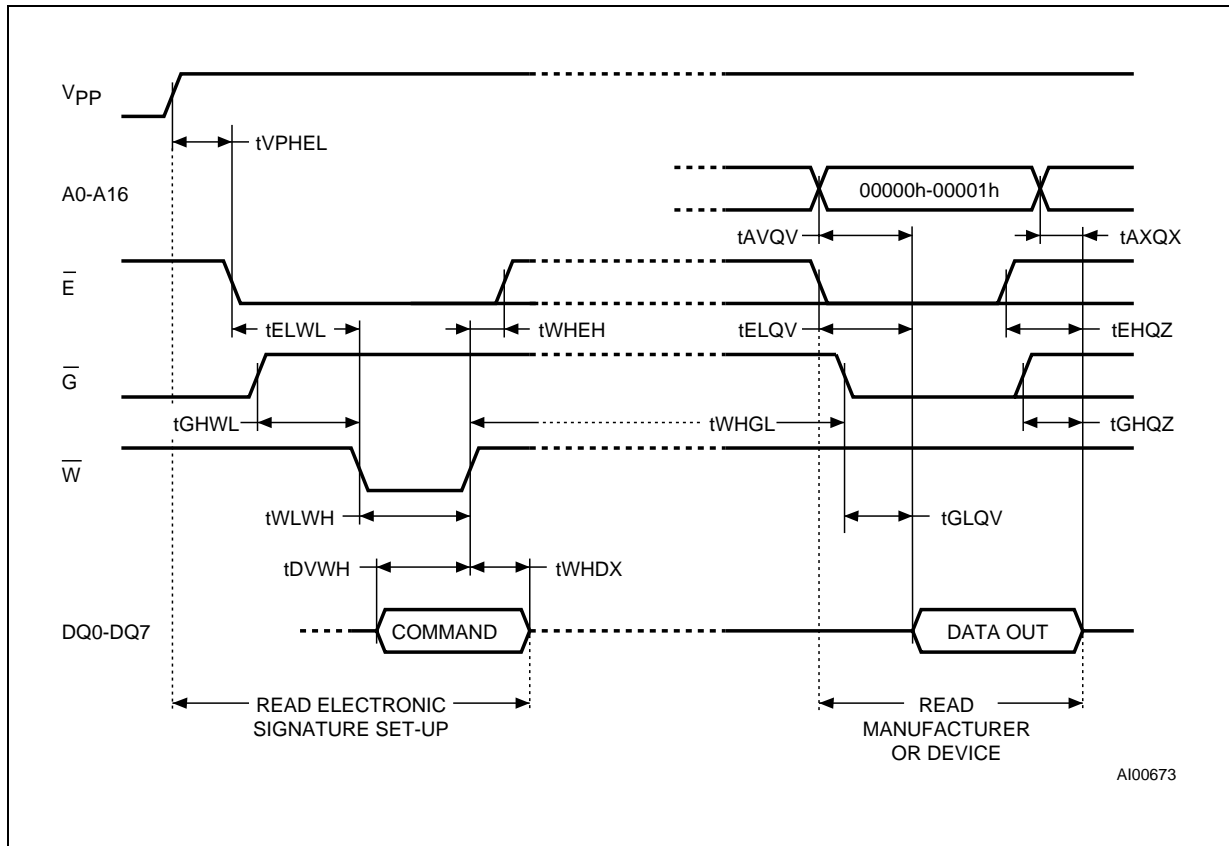 VPP
tVPHEL
A0-A16
00000h-00001h
tAVQV
tAXQX
E
tELWL
tWHEH
tELQV
tEHQZ
G
tGHWL
tWHGL
tGHQZ
W
tWLWH
tGLQV
tDVWH
tWHDX
DQ0-DQ7
COMMAND
DATA OUT
READ ELECTRONIC
SIGNATURE SET-UP
READ
MANUFACTURER
OR DEVICE
AI00673